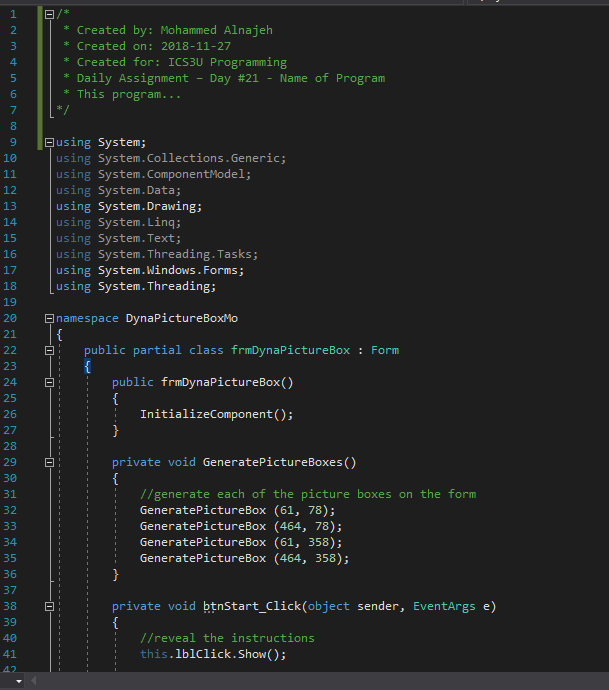 1 /*
2 * Created by: Mohammed Alnajeh
3 * Created on: 2018-11-27
4 * Created for: ICS3U Programming
5 * Daily Assignment – Day #21 - Name of Program
6 * This program...
7 */
8
9 using System;
10 using System.Collections.Generic;
11 using System.ComponentModel;
12 using System.Data;
13 using System.Drawing;
14 using System.Linq;
15 using System.Text;
16 using System.Threading.Tasks;
17 using System.Windows.Forms;
18 using System.Threading;
19
20 namespace DynaPictureBoxMo
21 {
22 public partial class frmDynaPictureBox : Form
23 {
24 public frmDynaPictureBox()
25 {
26 InitializeComponent();
27 }
28
29 private void GeneratePictureBoxes()
30 {
31 //generate each of the picture boxes on the form
32 GeneratePictureBox (61, 78);
33 GeneratePictureBox (464, 78);
34 GeneratePictureBox (61, 358);
35 GeneratePictureBox (464, 358);
36 }
37
38 private void btnStart_Click(object sender, EventArgs e)
39 {
40 //reveal the instructions
41 this.lblClick.Show();
42